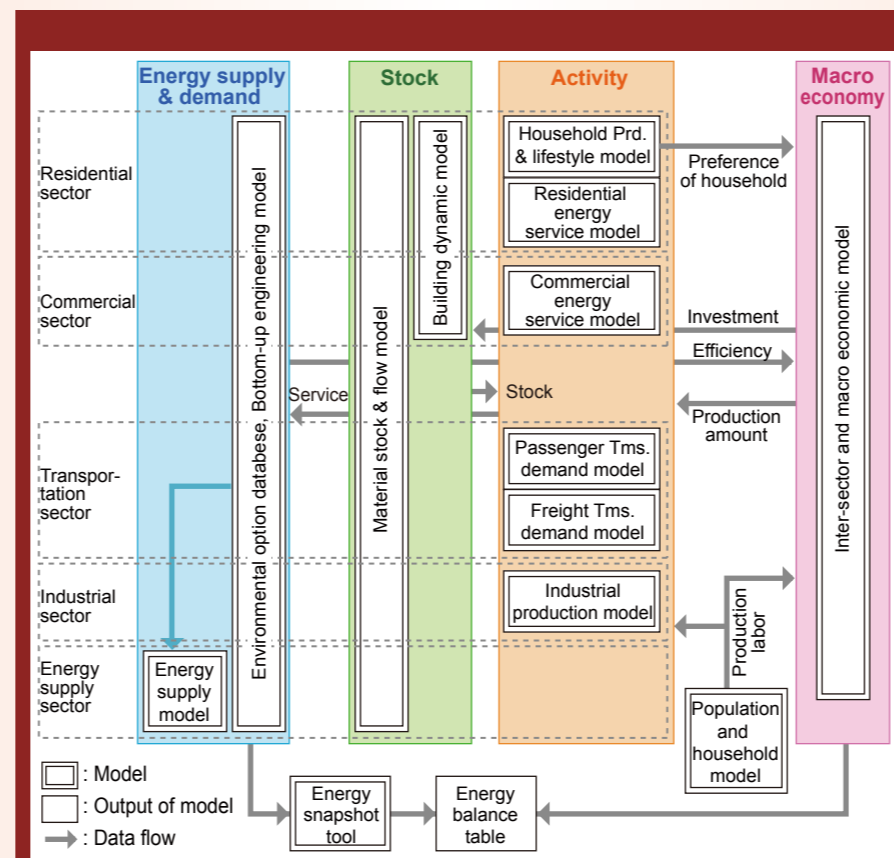 Energy supply
& demand
Stock
Activity
Macro
economy
Residential
sector
Commercial
sector
Transpor-
tation
sector
Industrial
sector
Energy
supply
sector
Environmental option databese, Bottom-up engineering model
Energy
supply
model
Material stock & flow model
Building dynamic model
Household Prd.
& lifestyle model
Residential
energy
service model
Commercial
energy
service model
Passenger Tms.
demand model
Freight Tms.
demand model
Industrial
production model
Preference
of household
Investment
Efficiency
Service
Stock
Production
amount
Production
labor
Population
and
household
model
Inter-sector and macro economic model
: Model
: Output of model
: Data flow
Energy
snapshot
tool
Energy
balance
table